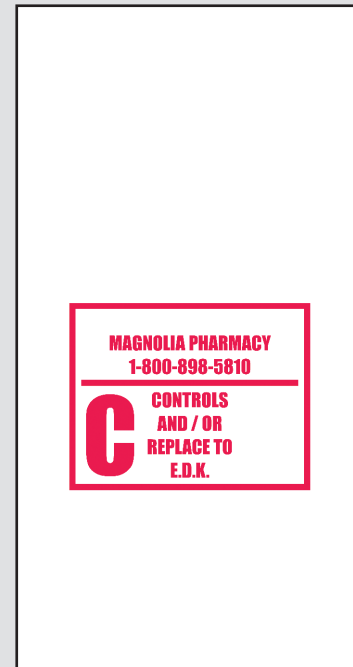 MAGNOLIA PHARMACY
1-800-898-5810
C
CONTROLS
AND / OR
REPLACE TO
E.D.K.